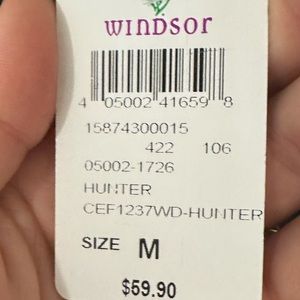 WINDSOR
4 05002 41659 8
15874300015
422 106
05002-1726
HUNTER
CEF1237WD-HUNTER
SIZE M
$59.90